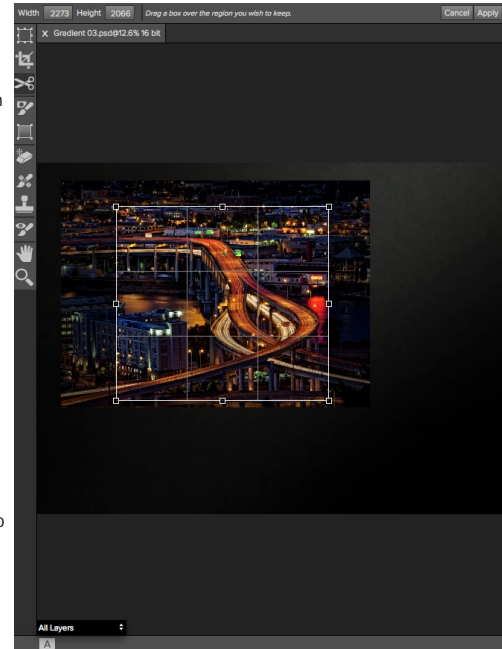 Width 2273 Height 2066 Drag a box over the region you wish to keep. Cancel Apply
X Gradient 03.psd@12.6% 16 bit
All Layers
A